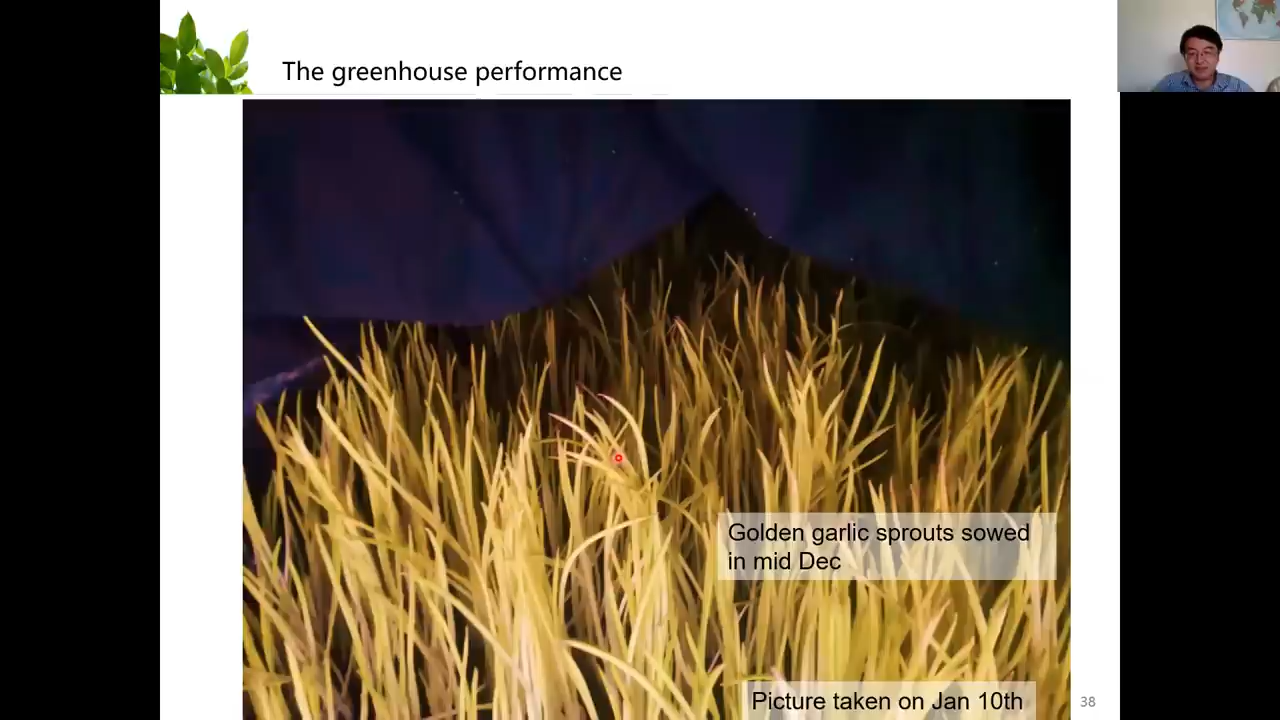 The greenhouse performance
Golden garlic sprouts sowed
in mid Dec
Picture taken on Jan 10th
38